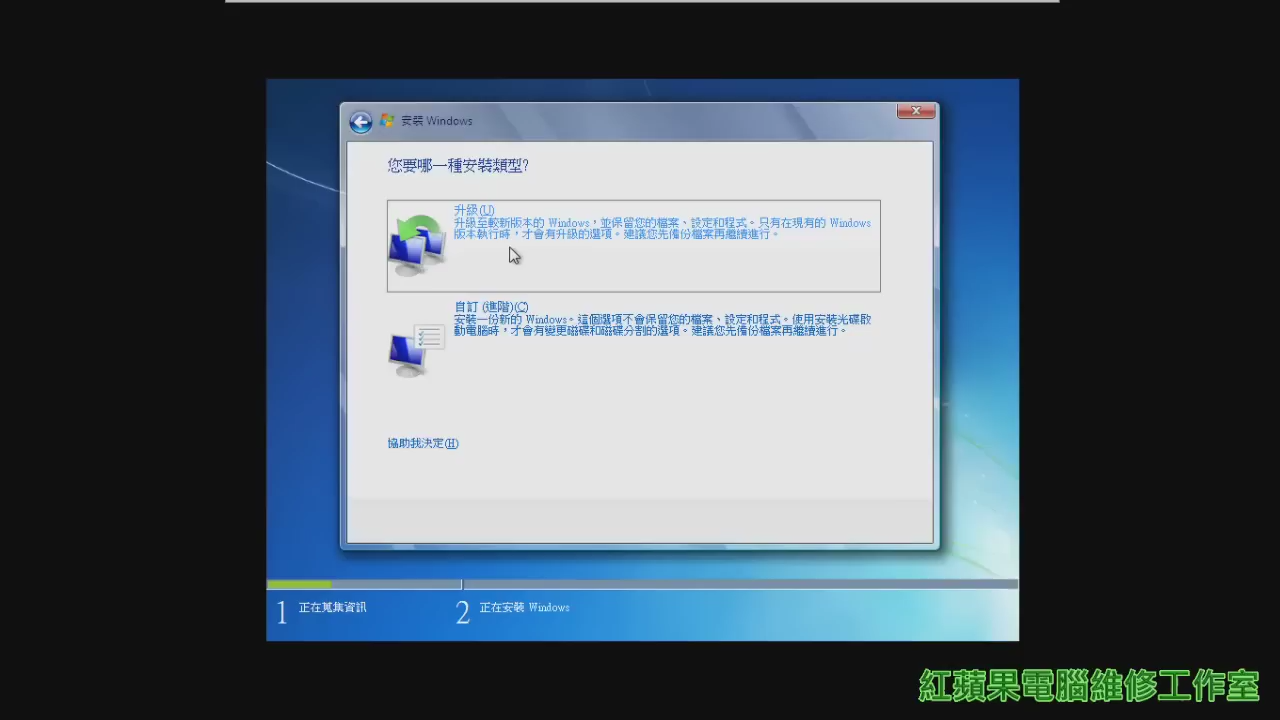 安裝 Windows
您要哪一種安裝類型?
升級(U)
升級至較新版本的 Windows，並保留您的檔案、設定和程式。只有在現有的 Windows
版本執行時，才會有升級的選項。建議您先備份檔案再繼續進行。
自訂 (進階)(C)
安裝一份新的 Windows。這個選項不會保留您的檔案、設定和程式。使用安裝光碟啟
動電腦時，才會有變更磁碟和磁碟分割的選項。建議您先備份檔案再繼續進行。
協助我決定(H)
1 正在蒐集資訊
2 正在安裝 Windows
紅蘋果電腦維修工作室